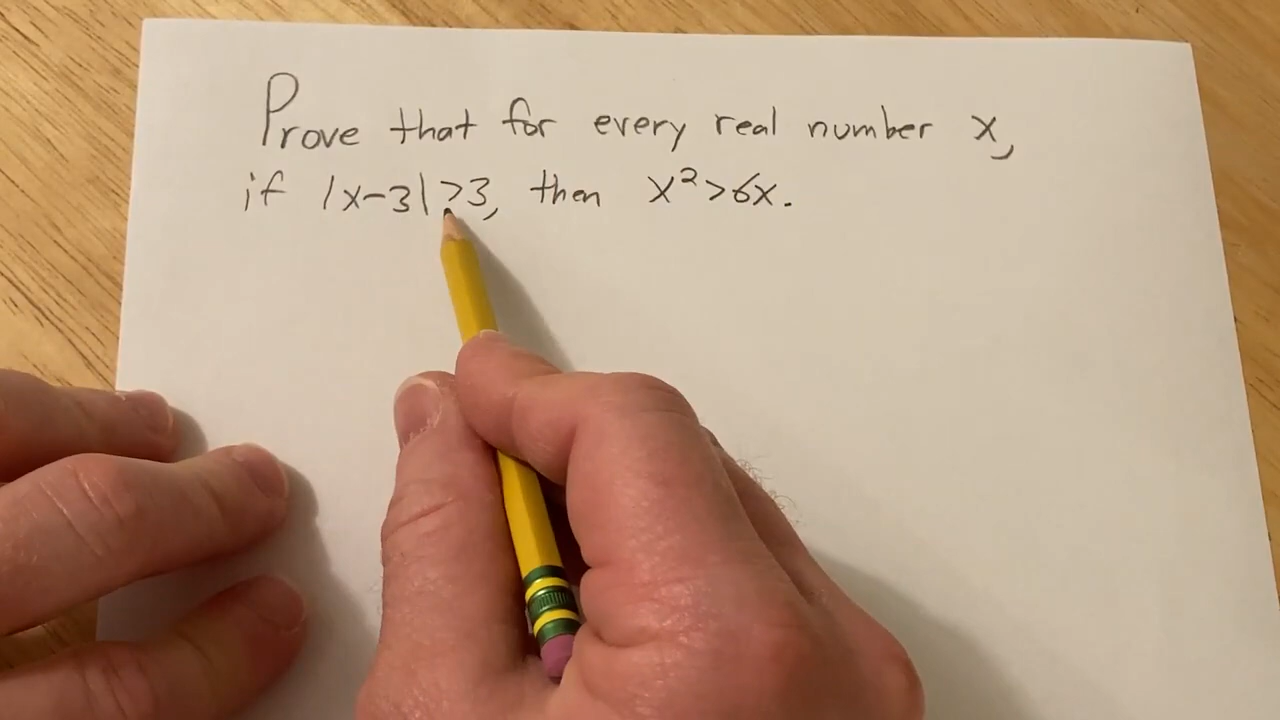 Prove that for every real number x,
if |x-3|>3, then x²>6x.